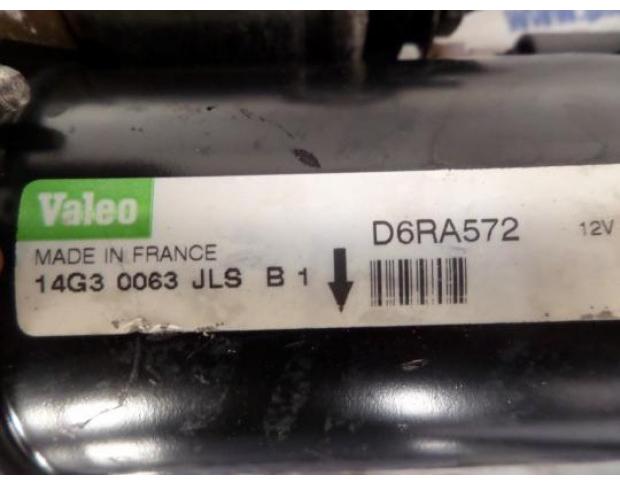 Valeo
MADE IN FRANCE
14G3 0063 JLS B 1
D6RA572
12V